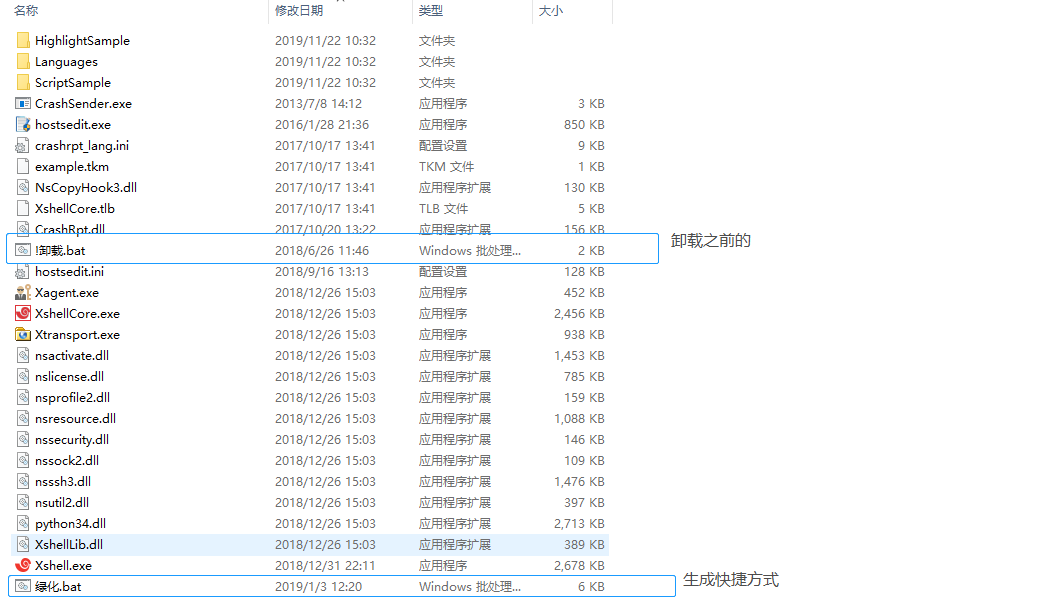 名称 修改日期 类型 大小
HighlightSample 2019/11/22 10:32 文件夹
Languages 2019/11/22 10:32 文件夹
ScriptSample 2019/11/22 10:32 文件夹
CrashSender.exe 2013/7/8 14:12 应用程序 3 KB
hostsedit.exe 2016/1/28 21:36 应用程序 850 KB
crashrpt_lang.ini 2017/10/17 13:41 配置设置 9 KB
example.tkm 2017/10/17 13:41 TKM 文件 1 KB
NsCopyHook3.dll 2017/10/17 13:41 应用程序扩展 130 KB
XshellCore.tlb 2017/10/17 13:41 TLB 文件 5 KB
CrashRpt.dll 2017/10/20 13:22 应用程序扩展 156 KB
!卸载.bat 2018/6/26 11:46 Windows 批处理... 2 KB 卸载之前的
hostsedit.ini 2018/9/16 13:13 配置设置 128 KB
Xagent.exe 2018/12/26 15:03 应用程序 452 KB
XshellCore.exe 2018/12/26 15:03 应用程序 2,456 KB
Xtransport.exe 2018/12/26 15:03 应用程序 938 KB
nsactivate.dll 2018/12/26 15:03 应用程序扩展 1,453 KB
nslicense.dll 2018/12/26 15:03 应用程序扩展 785 KB
nsprofile2.dll 2018/12/26 15:03 应用程序扩展 159 KB
nsresource.dll 2018/12/26 15:03 应用程序扩展 1,088 KB
nssecurity.dll 2018/12/26 15:03 应用程序扩展 146 KB
nssock2.dll 2018/12/26 15:03 应用程序扩展 109 KB
nsssh3.dll 2018/12/26 15:03 应用程序扩展 1,476 KB
nsutil2.dll 2018/12/26 15:03 应用程序扩展 397 KB
python34.dll 2018/12/26 15:03 应用程序扩展 2,713 KB
XshellLib.dll 2018/12/26 15:03 应用程序扩展 389 KB
Xshell.exe 2018/12/31 22:11 应用程序 2,678 KB
绿化.bat 2019/1/3 12:20 Windows 批处理... 6 KB 生成快捷方式